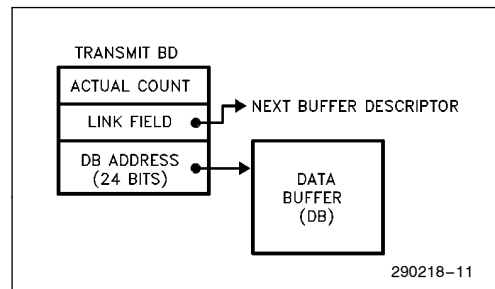 TRANSMIT BD
ACTUAL COUNT
LINK FIELD
NEXT BUFFER DESCRIPTOR
DB ADDRESS
(24 BITS)
DATA
BUFFER
(DB)
290218-11